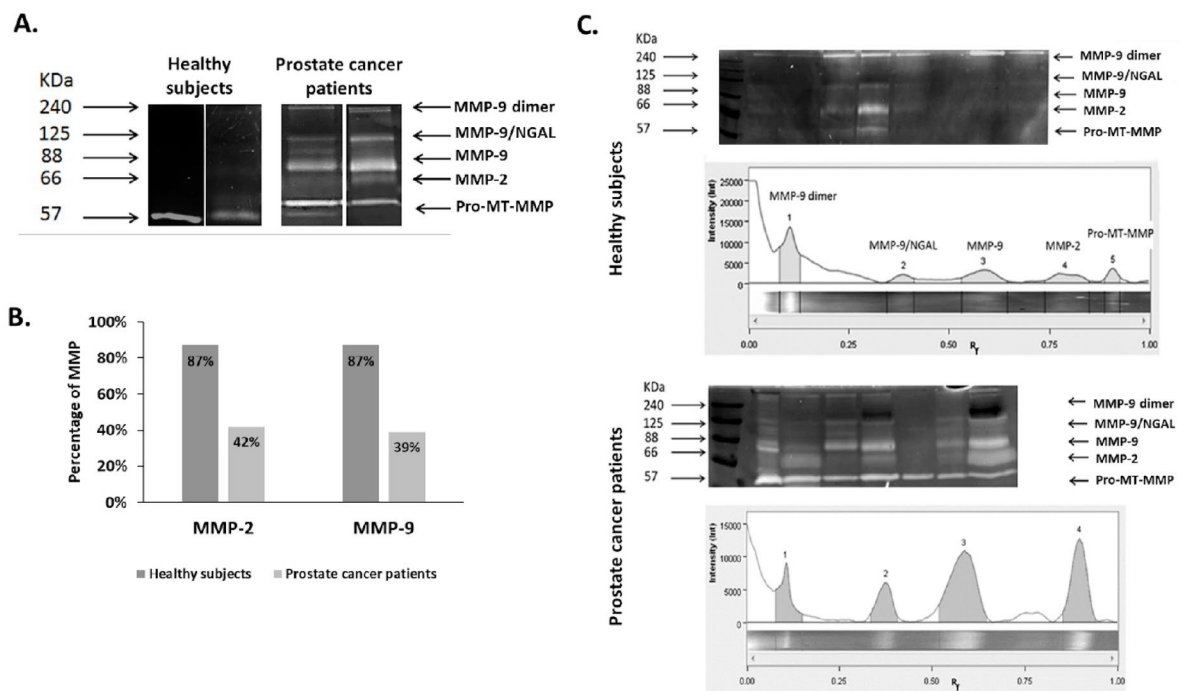 A.
Healthy
subjects
Prostate cancer
patients
KDa
240
125
88
66
57
MMP-9 dimer
MMP-9/NGAL
MMP-9
MMP-2
Pro-MT-MMP
B.
Percentage of MMP
100%
80%
60%
40%
20%
0%
87%
42%
87%
39%
MMP-2
MMP-9
Healthy subjects
Prostate cancer patients
C.
Healthy subjects
KDa
240
125
88
66
57
MMP-9 dimer
MMP-9/NGAL
MMP-9
MMP-2
Pro-MT-MMP
Intensity (Int)
25000
20000
15000
10000
5000
0
MMP-9 dimer
1
MMP-9/NGAL
2
MMP-9
3
MMP-2
4
Pro-MT-MMP
5
0.00
0.25
0.50
0.75
1.00
Rf
Prostate cancer patients
KDa
240
125
88
66
57
MMP-9 dimer
MMP-9/NGAL
MMP-9
MMP-2
Pro-MT-MMP
Intensity (Int)
15000
10000
5000
0
1
2
3
4
0.00
0.25
0.50
0.75
1.00
Rf